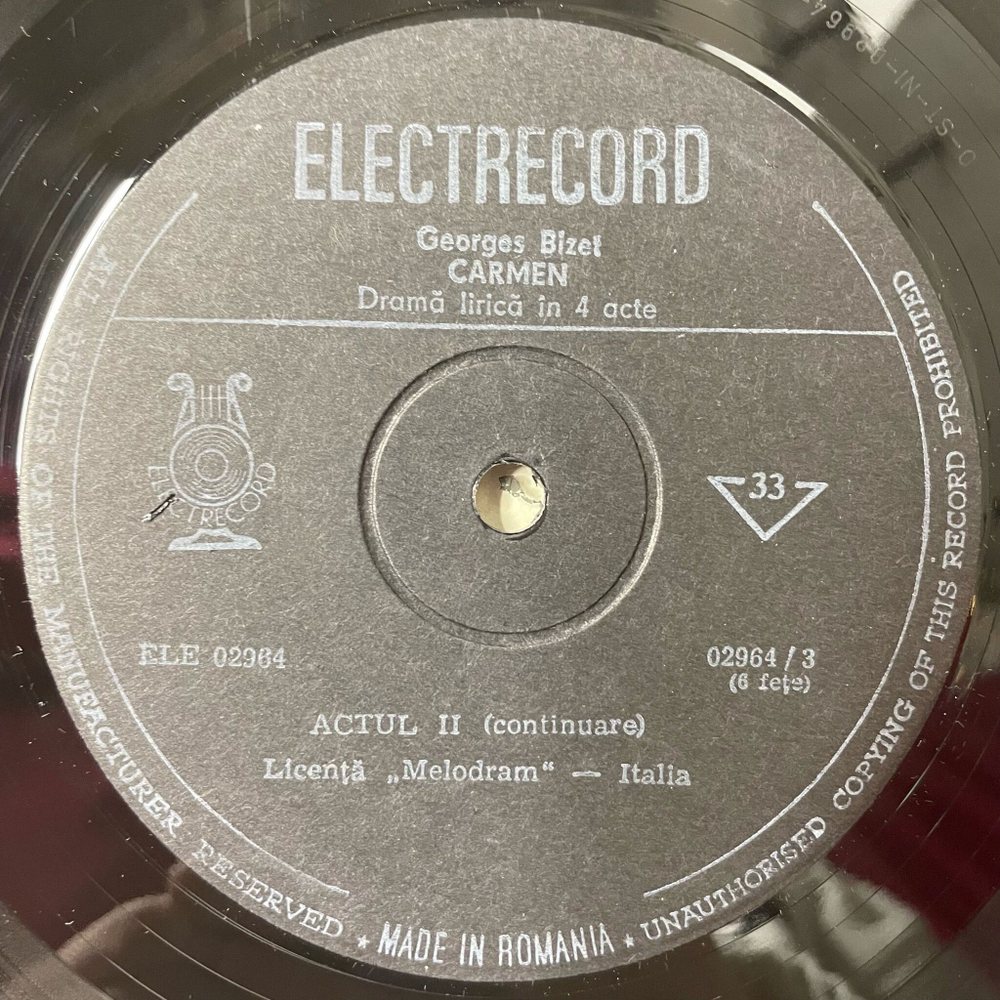 ELECTRECORD
Georges Bizet
CARMEN
Dramă lirică în 4 acte
ELECTRECORD
33
ELE 02964
02964 / 3
(6 fețe)
ACTUL II (continuare)
Licență „Melodram“ — Italia
ALL RIGHTS OF THE MANUFACTURER RESERVED ★ MADE IN ROMANIA ★ UNAUTHORISED COPYING OF THIS RECORD PROHIBITED